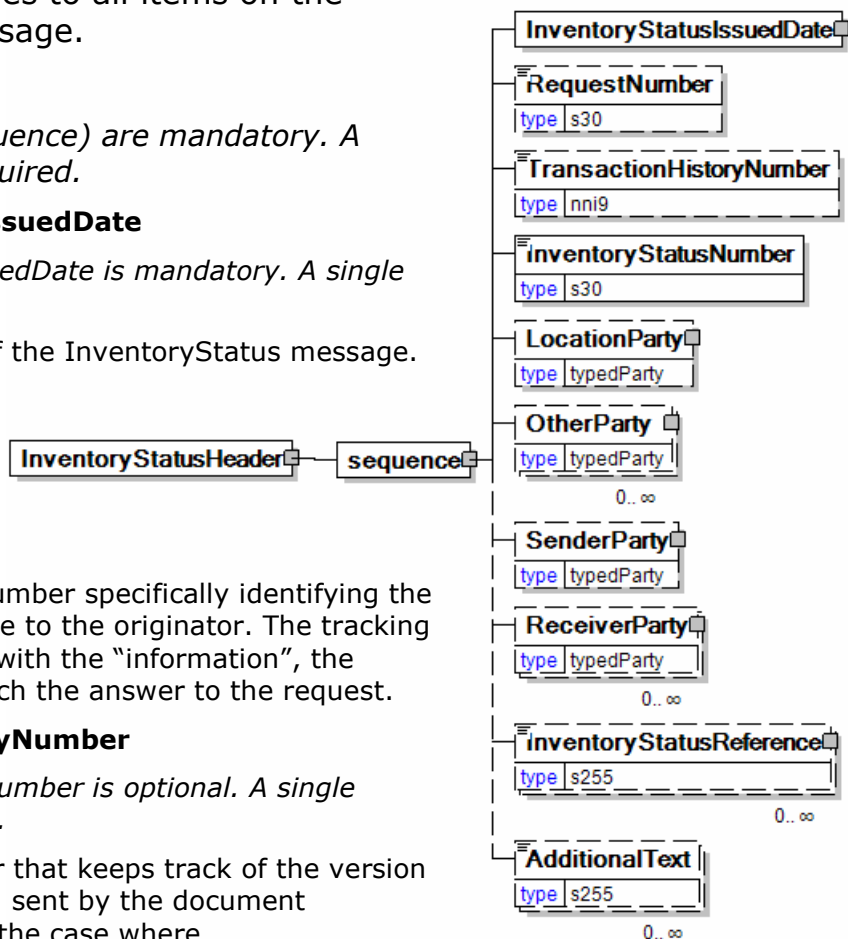 es to all items on the
sage.
uence) are mandatory. A
uired.
ssuedDate
edDate is mandatory. A single
f the InventoryStatus message.
umber specifically identifying the
e to the originator. The tracking
with the “information”, the
ch the answer to the request.
yNumber
umber is optional. A single
.
r that keeps track of the version
sent by the document
the case where
InventoryStatusHeader
sequence
InventoryStatusIssuedDate
RequestNumber
type s30
TransactionHistoryNumber
type nni9
InventoryStatusNumber
type s30
LocationParty
type typedParty
OtherParty
type typedParty
0.. ∞
SenderParty
type typedParty
ReceiverParty
type typedParty
0.. ∞
InventoryStatusReference
type s255
0.. ∞
AdditionalText
type s255
0.. ∞